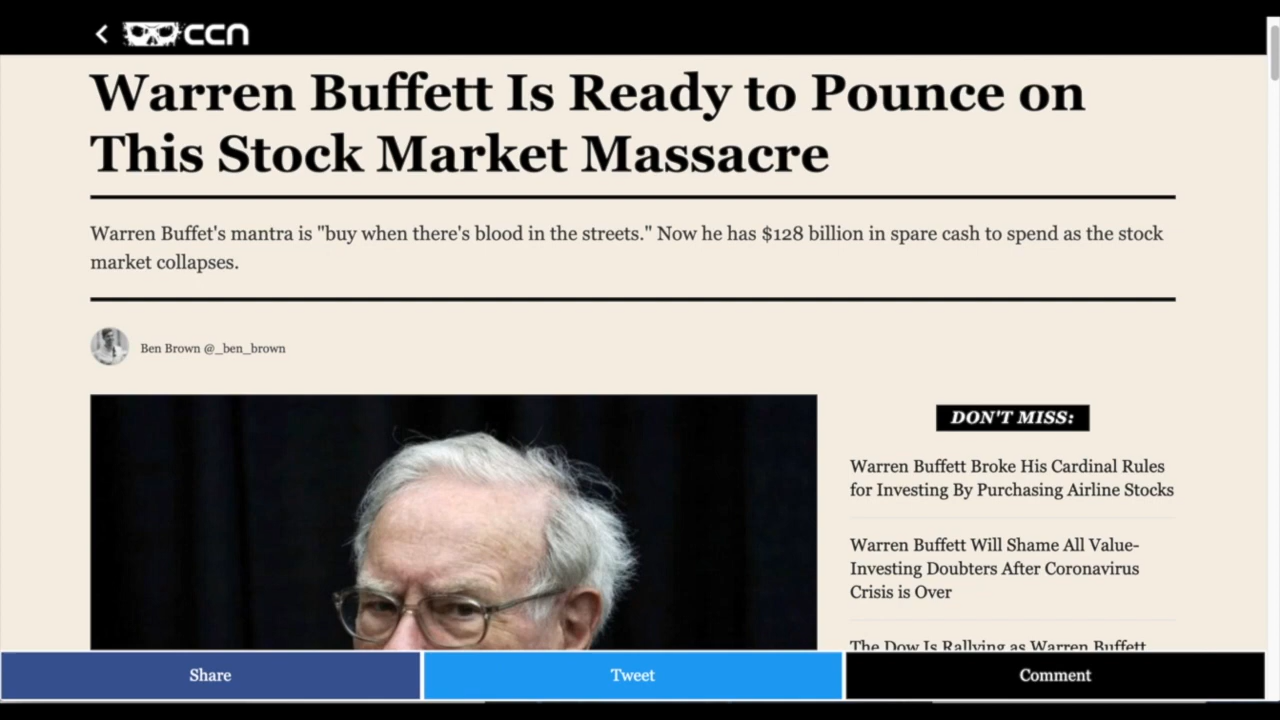 ccn
Warren Buffett Is Ready to Pounce on
This Stock Market Massacre
Warren Buffet's mantra is "buy when there's blood in the streets." Now he has $128 billion in spare cash to spend as the stock
market collapses.
Ben Brown @_ben_brown
DON'T MISS:
Warren Buffett Broke His Cardinal Rules
for Investing By Purchasing Airline Stocks
Warren Buffett Will Shame All Value-
Investing Doubters After Coronavirus
Crisis is Over
The Dow Is Rallying as Warren Buffett
Share
Tweet
Comment